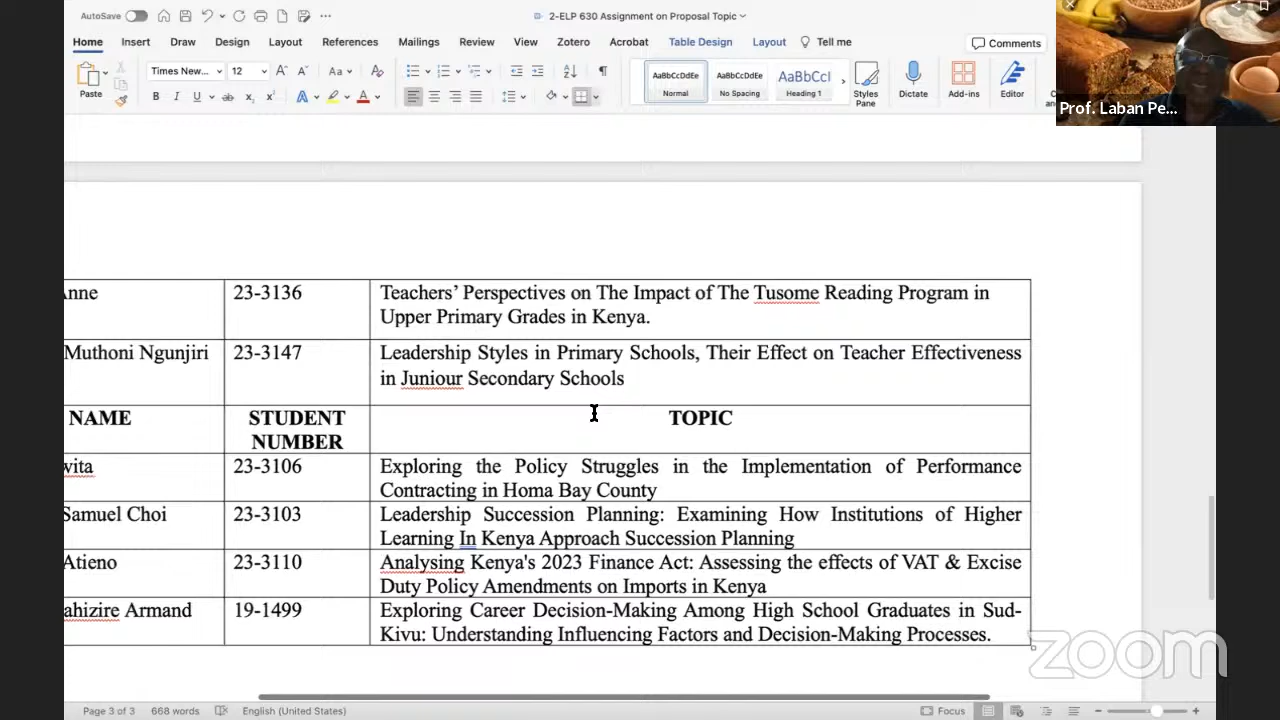 AutoSave
2-ELP 630 Assignment on Proposal Topic
Home Insert Draw Design Layout References Mailings Review View Zotero Acrobat Table Design Layout Tell me
Comments
Paste
Times New... 12
Aa
B I U ab x₂ x²
AaBbCcDdEe AaBbCcDdEe AaBbCcI
Normal No Spacing Heading 1
Styles Pane
Dictate
Add-ins
Editor
Prof. Laban Pe...
Anne 23-3136 Teachers’ Perspectives on The Impact of The Tusome Reading Program in
Upper Primary Grades in Kenya.
Muthoni Ngunjiri 23-3147 Leadership Styles in Primary Schools, Their Effect on Teacher Effectiveness
in Juniour Secondary Schools
NAME STUDENT TOPIC
NUMBER
23-3106 Exploring the Policy Struggles in the Implementation of Performance
Contracting in Homa Bay County
Samuel Choi 23-3103 Leadership Succession Planning: Examining How Institutions of Higher
Learning In Kenya Approach Succession Planning
Atieno 23-3110 Analysing Kenya's 2023 Finance Act: Assessing the effects of VAT & Excise
Duty Policy Amendments on Imports in Kenya
ahizire Armand 19-1499 Exploring Career Decision-Making Among High School Graduates in Sud-
Kivu: Understanding Influencing Factors and Decision-Making Processes.
zoom
Page 3 of 3 668 words English (United States) Focus